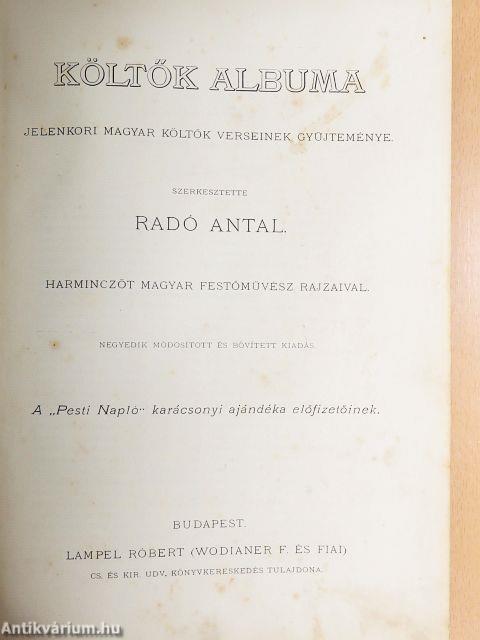 KÖLTŐK ALBUMA
JELENKORI MAGYAR KÖLTŐK VERSEINEK GYŰJTEMÉNYE.
SZERKESZTETTE
RADÓ ANTAL.
HARMINCZÖT MAGYAR FESTŐMŰVÉSZ RAJZAIVAL.
NEGYEDIK MÓDOSÍTOTT ÉS BŐVÍTETT KIADÁS.
A „Pesti Napló" karácsonyi ajándéka előfizetőinek.
BUDAPEST.
LAMPEL RÓBERT (WODIANER F. ÉS FIAI)
CS. ÉS KIR. UDV. KÖNYVKERESKEDÉS TULAJDONA.
Antikvárium.hu